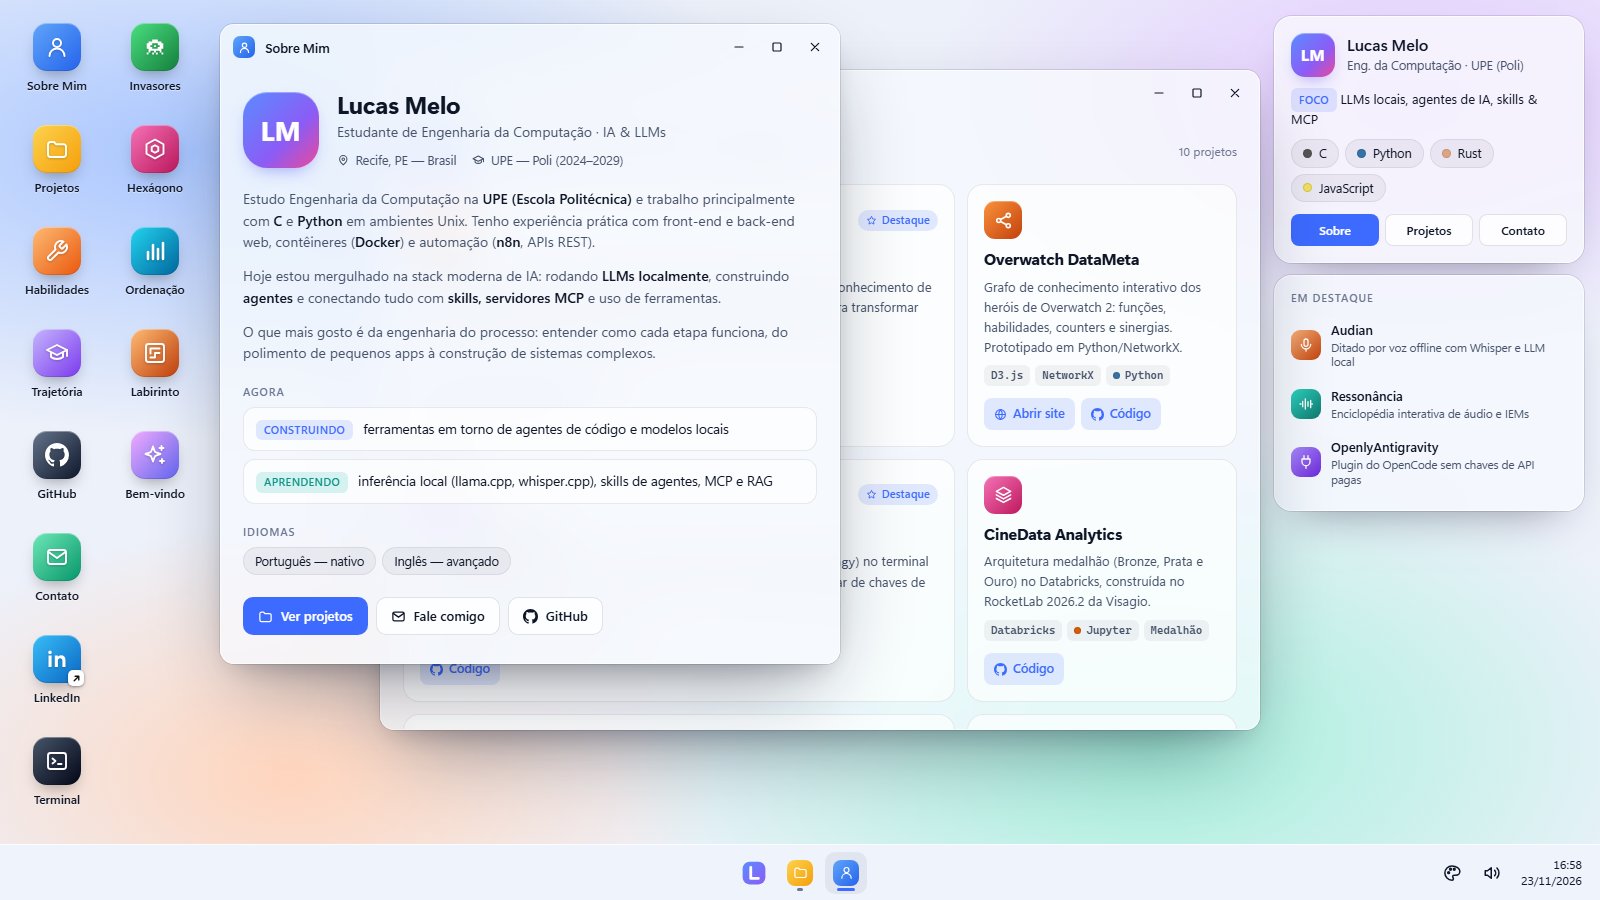 Sobre Mim
Invasores
Projetos
Hexágono
Habilidades
Ordenação
Trajetória
Labirinto
GitHub
Bem-vindo
Contato
in
LinkedIn
Terminal
Sobre Mim
LM
Lucas Melo
Estudante de Engenharia da Computação · IA & LLMs
Recife, PE — Brasil
UPE — Poli (2024–2029)
Estudo Engenharia da Computação na UPE (Escola Politécnica) e trabalho principalmente
com C e Python em ambientes Unix. Tenho experiência prática com front-end e back-end
web, contêineres (Docker) e automação (n8n, APIs REST).
Hoje estou mergulhado na stack moderna de IA: rodando LLMs localmente, construindo
agentes e conectando tudo com skills, servidores MCP e uso de ferramentas.
O que mais gosto é da engenharia do processo: entender como cada etapa funciona, do
polimento de pequenos apps à construção de sistemas complexos.
AGORA
CONSTRUINDO ferramentas em torno de agentes de código e modelos locais
APRENDENDO inferência local (llama.cpp, whisper.cpp), skills de agentes, MCP e RAG
IDIOMAS
Português — nativo
Inglês — avançado
Ver projetos
Fale comigo
GitHub
10 projetos
Destaque
onhecimento de
a transformar
Destaque
gy) no terminal
ar de chaves de
Código
Overwatch DataMeta
Grafo de conhecimento interativo dos
heróis de Overwatch 2: funções,
habilidades, counters e sinergias.
Prototipado em Python/NetworkX.
D3.js
NetworkX
Python
Abrir site
Código
CineData Analytics
Arquitetura medalhão (Bronze, Prata e
Ouro) no Databricks, construída no
RocketLab 2026.2 da Visagio.
Databricks
Jupyter
Medalhão
Código
LM
Lucas Melo
Eng. da Computação · UPE (Poli)
FOCO LLMs locais, agentes de IA, skills &
MCP
C
Python
Rust
JavaScript
Sobre
Projetos
Contato
EM DESTAQUE
Audian
Ditado por voz offline com Whisper e LLM
local
Ressonância
Enciclopédia interativa de áudio e IEMs
OpenlyAntigravity
Plugin do OpenCode sem chaves de API
pagas
L
16:58
23/11/2026